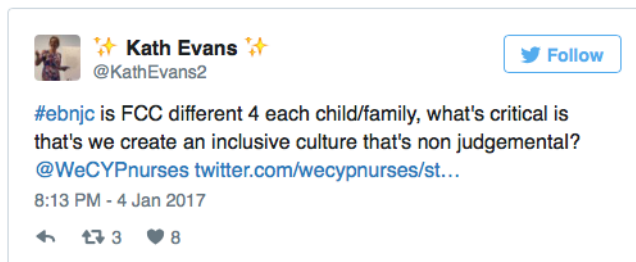 ✨ Kath Evans ✨
@KathEvans2
Follow
#ebnjc is FCC different 4 each child/family, what's critical is
that's we create an inclusive culture that's non judgemental?
@WeCYPnurses twitter.com/wecypnurses/st…
8:13 PM - 4 Jan 2017
3 8